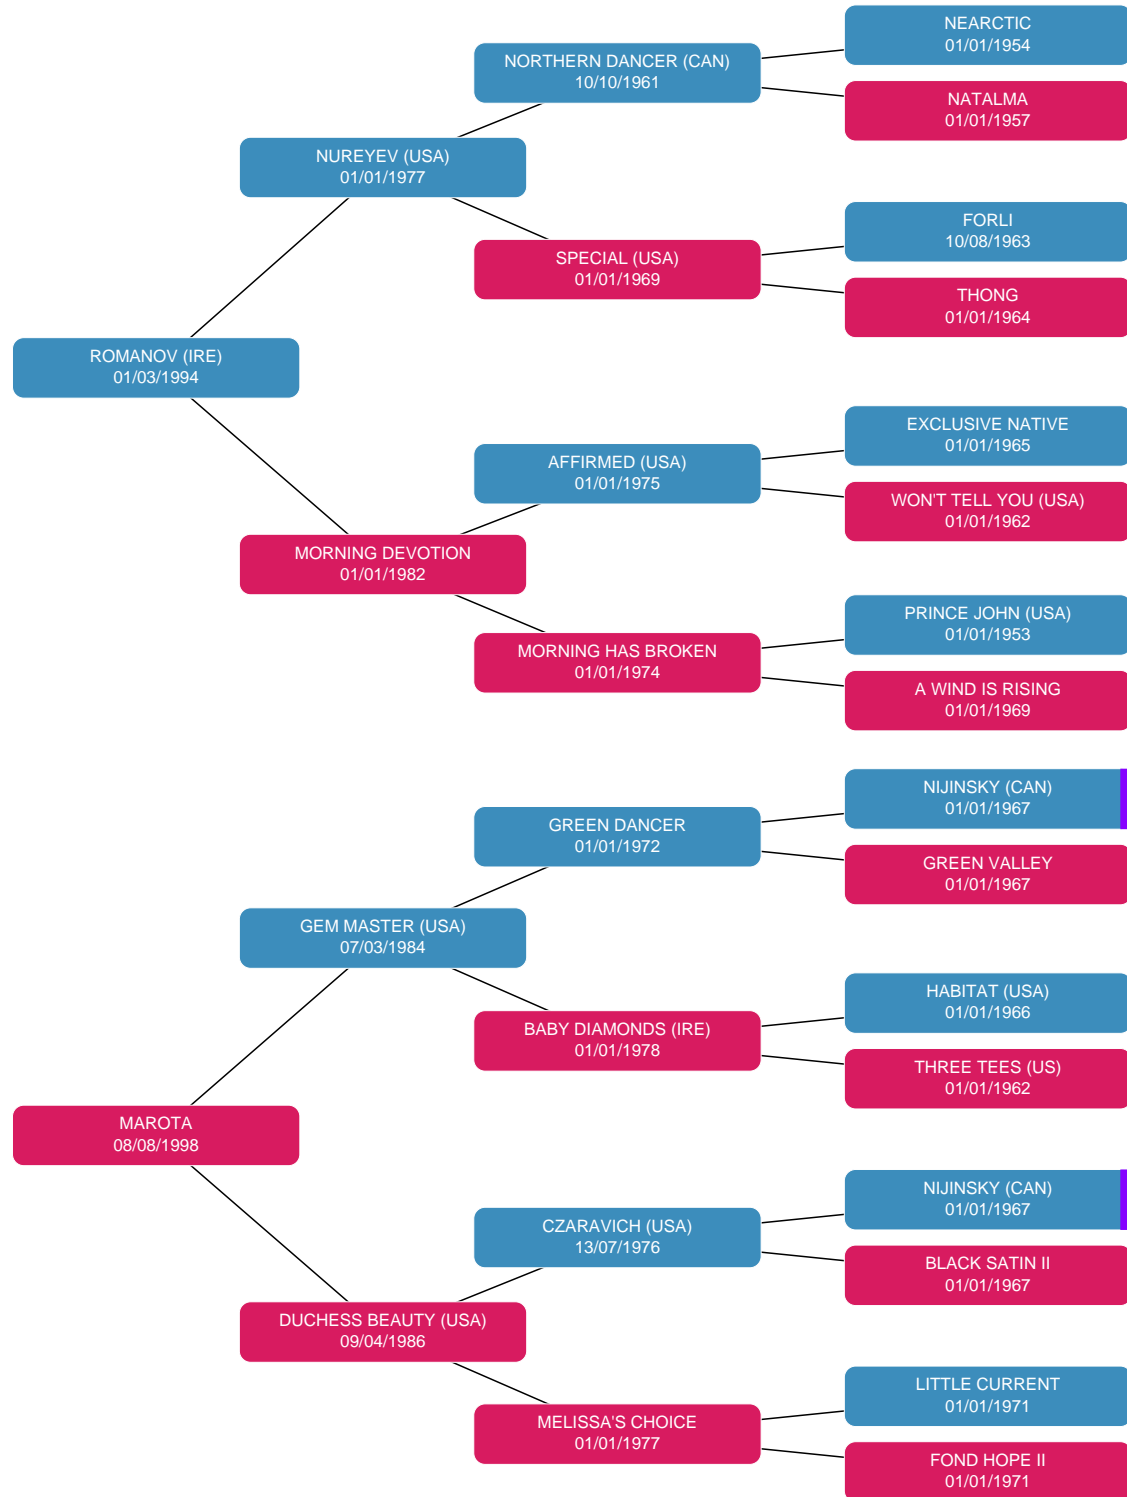 NEARCTIC
01/01/1954
NORTHERN DANCER (CAN)
10/10/1961
NATALMA
01/01/1957
NUREYEV (USA)
01/01/1977
FORLI
10/08/1963
SPECIAL (USA)
01/01/1969
THONG
01/01/1964
ROMANOV (IRE)
01/03/1994
EXCLUSIVE NATIVE
01/01/1965
AFFIRMED (USA)
01/01/1975
WON'T TELL YOU (USA)
01/01/1962
MORNING DEVOTION
01/01/1982
PRINCE JOHN (USA)
01/01/1953
MORNING HAS BROKEN
01/01/1974
A WIND IS RISING
01/01/1969
NIJINSKY (CAN)
01/01/1967
GREEN DANCER
01/01/1972
GREEN VALLEY
01/01/1967
GEM MASTER (USA)
07/03/1984
HABITAT (USA)
01/01/1966
BABY DIAMONDS (IRE)
01/01/1978
THREE TEES (US)
01/01/1962
MAROTA
08/08/1998
NIJINSKY (CAN)
01/01/1967
CZARAVICH (USA)
13/07/1976
BLACK SATIN II
01/01/1967
DUCHESS BEAUTY (USA)
09/04/1986
LITTLE CURRENT
01/01/1971
MELISSA'S CHOICE
01/01/1977
FOND HOPE II
01/01/1971